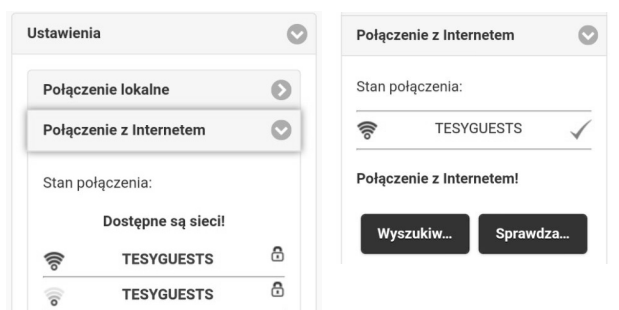 Ustawienia
Połączenie lokalne
Połączenie z Internetem
Stan połączenia:
Dostępne są sieci!
TESYGUESTS
TESYGUESTS
Połączenie z Internetem
Stan połączenia:
TESYGUESTS
Połączenie z Internetem!
Wyszukiw...
Sprawdza...